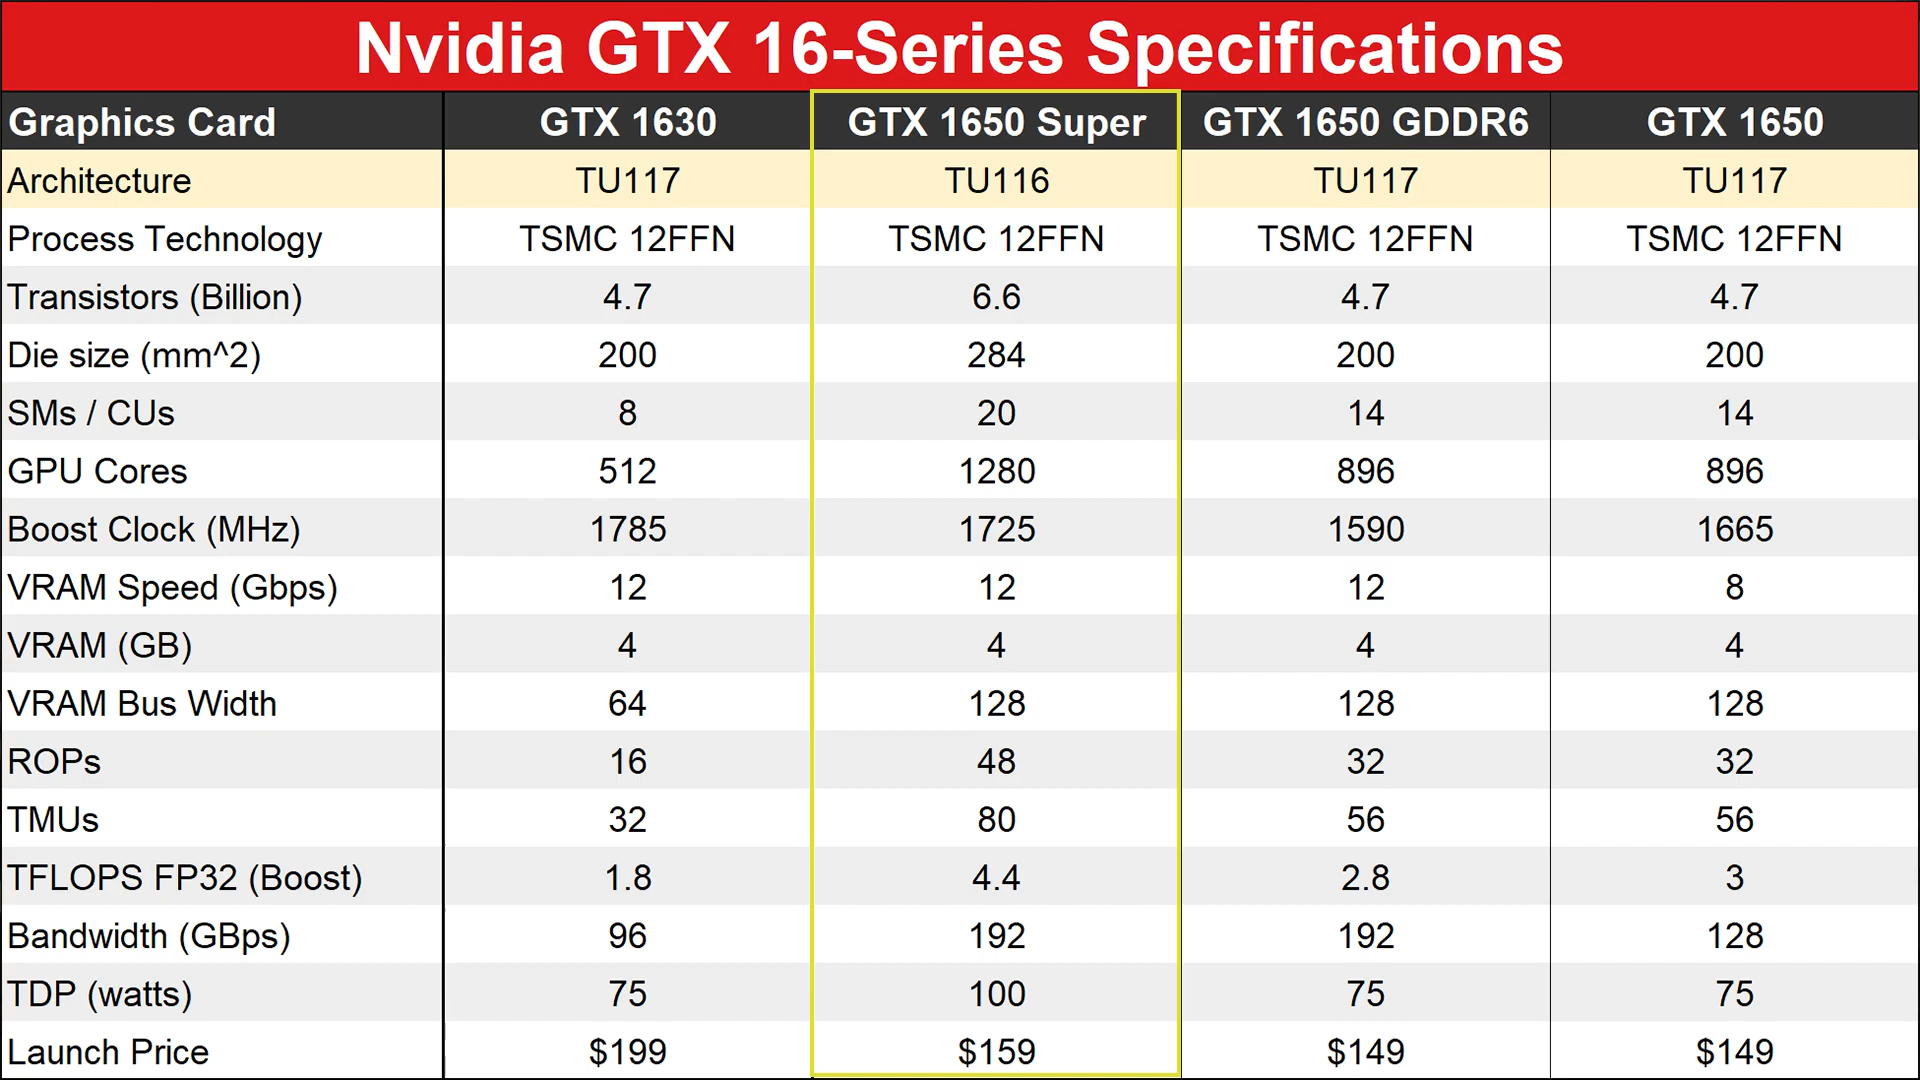 Nvidia GTX 16-Series Specifications
Graphics Card GTX 1630 GTX 1650 Super GTX 1650 GDDR6 GTX 1650
Architecture TU117 TU116 TU117 TU117
Process Technology TSMC 12FFN TSMC 12FFN TSMC 12FFN TSMC 12FFN
Transistors (Billion) 4.7 6.6 4.7 4.7
Die size (mm^2) 200 284 200 200
SMs / CUs 8 20 14 14
GPU Cores 512 1280 896 896
Boost Clock (MHz) 1785 1725 1590 1665
VRAM Speed (Gbps) 12 12 12 8
VRAM (GB) 4 4 4 4
VRAM Bus Width 64 128 128 128
ROPs 16 48 32 32
TMUs 32 80 56 56
TFLOPS FP32 (Boost) 1.8 4.4 2.8 3
Bandwidth (GBps) 96 192 192 128
TDP (watts) 75 100 75 75
Launch Price $199 $159 $149 $149